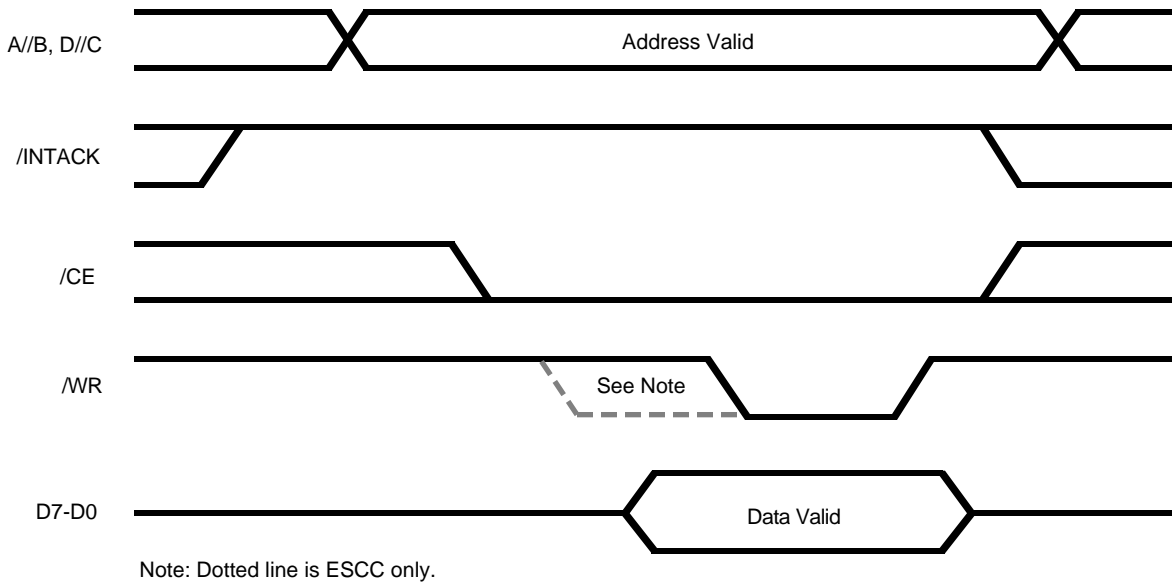 A//B, D//C
Address Valid
/INTACK
/CE
/WR
See Note
D7-D0
Data Valid
Note: Dotted line is ESCC only.